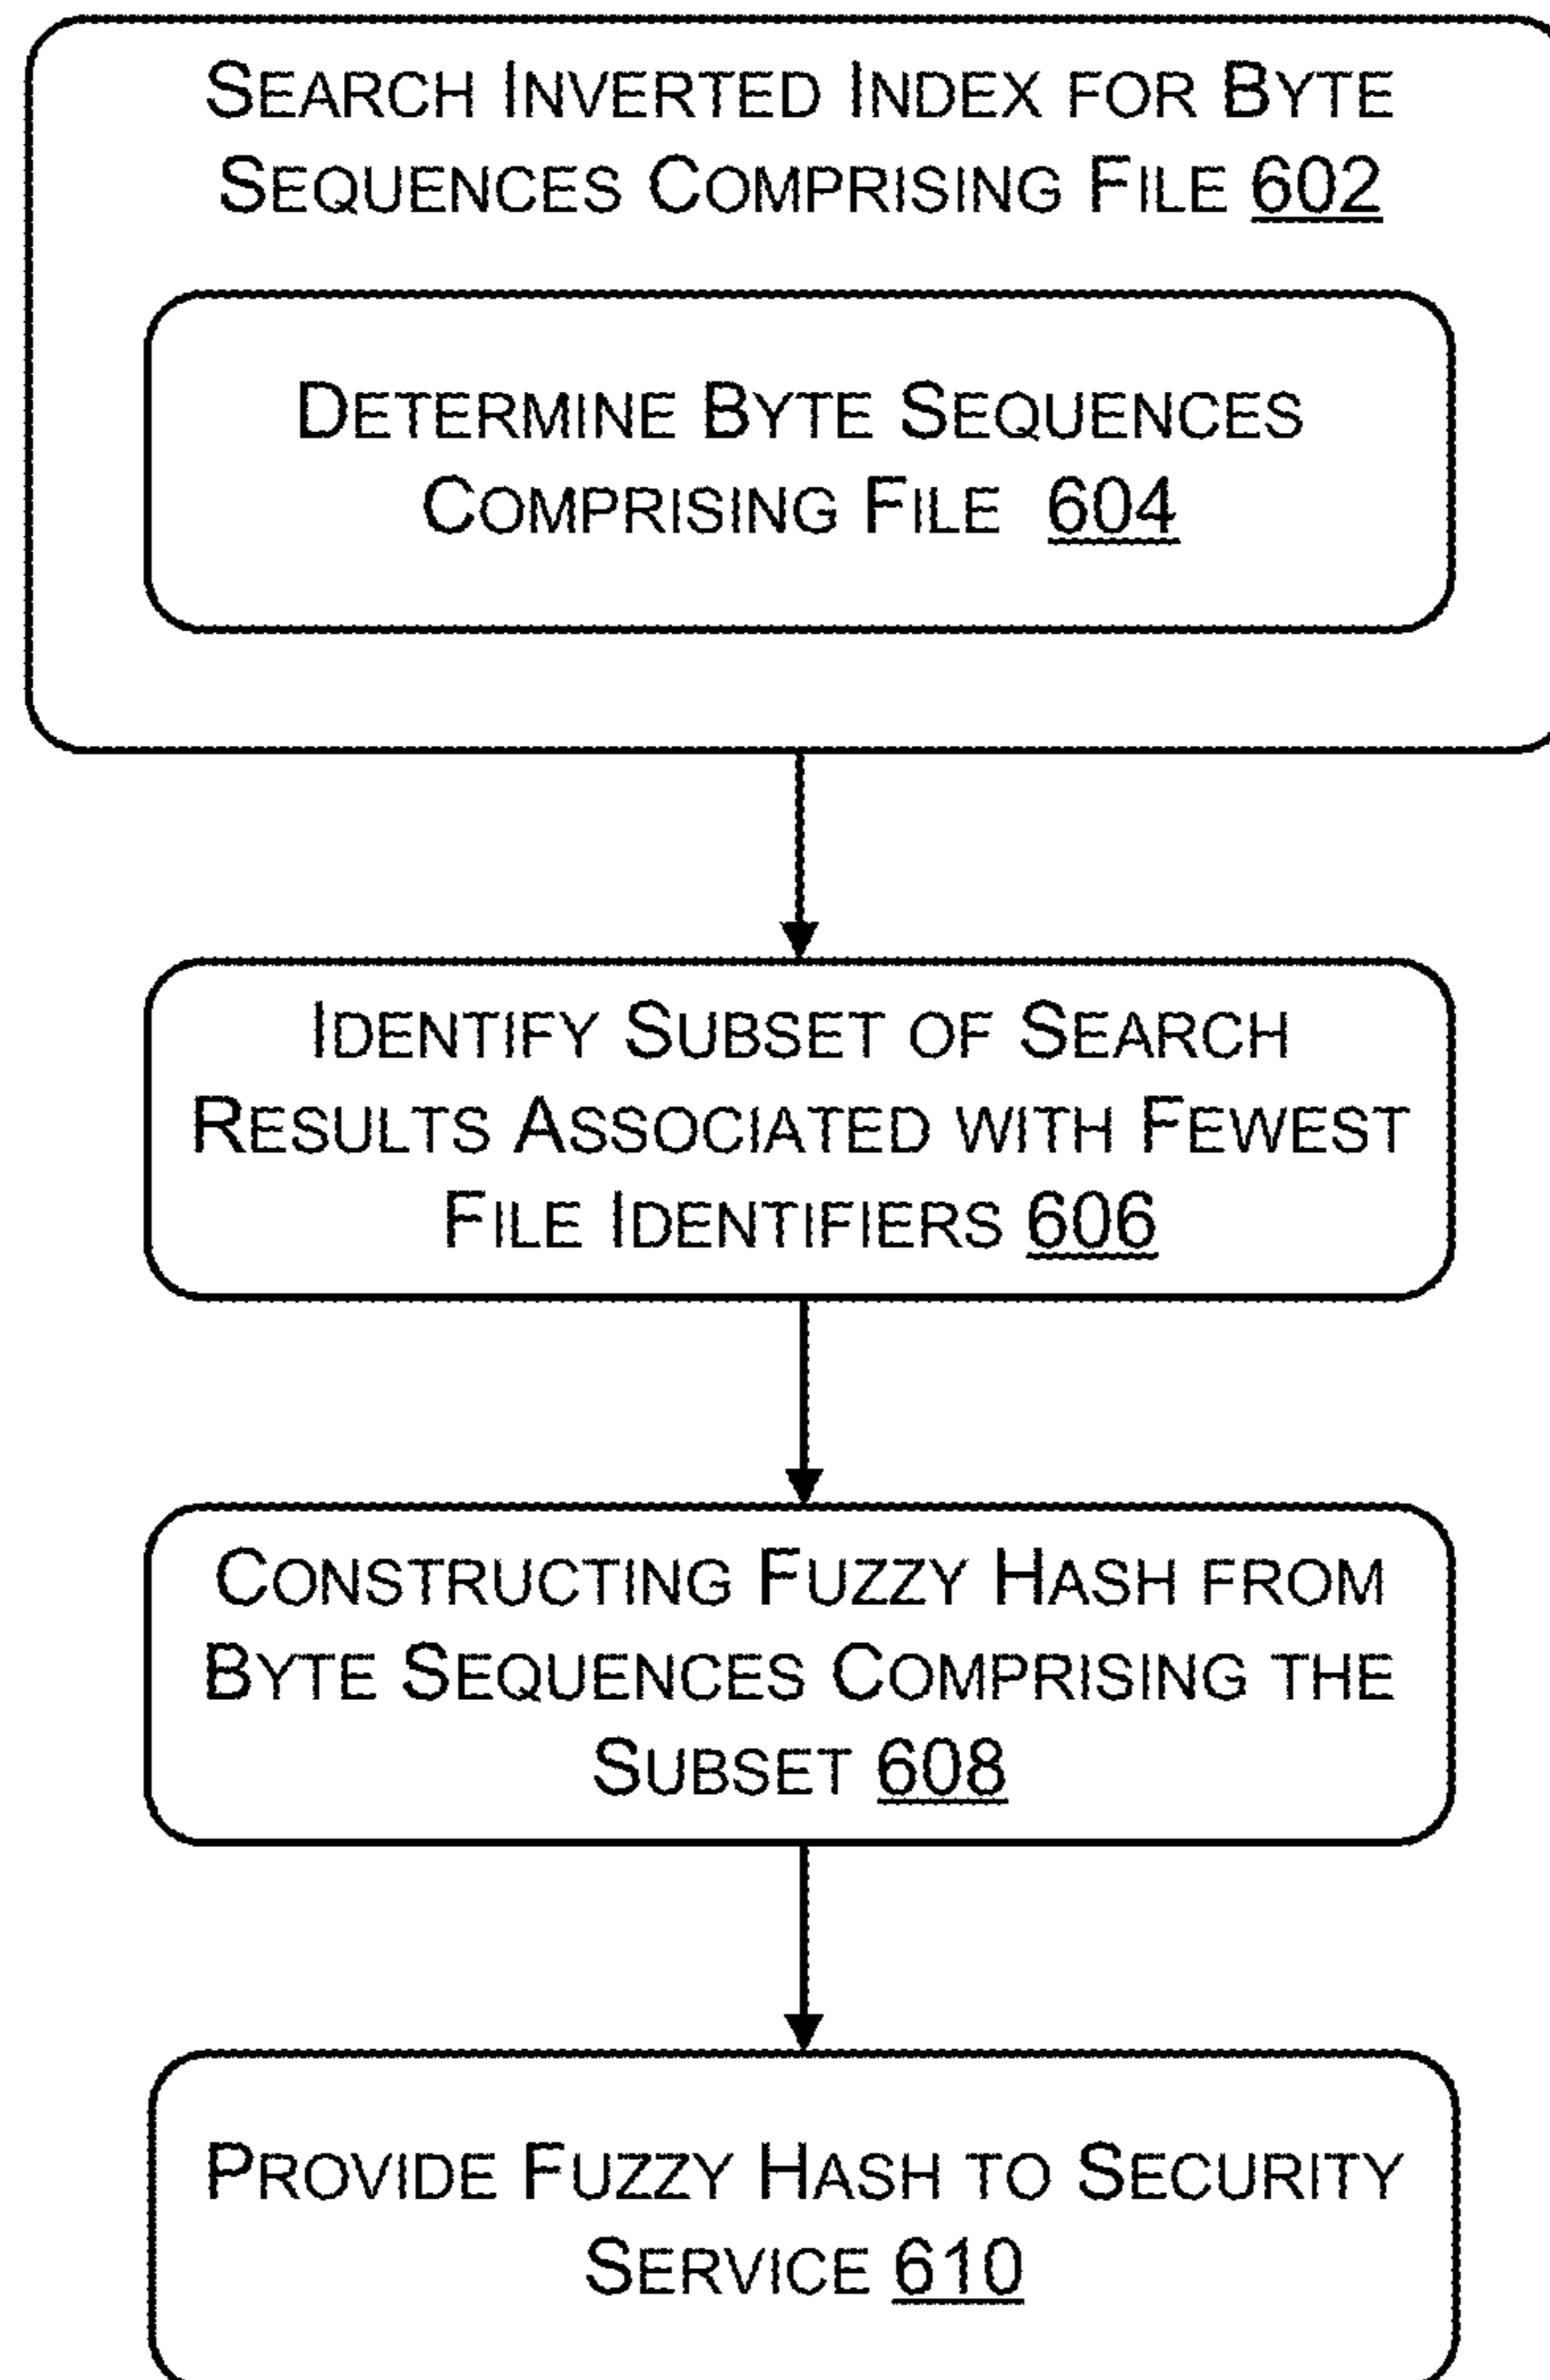 SEARCH INVERTED INDEX FOR BYTE
SEQUENCES COMPRISING FILE 602
DETERMINE BYTE SEQUENCES
COMPRISING FILE 604
IDENTIFY SUBSET OF SEARCH
RESULTS ASSOCIATED WITH FEWEST
FILE IDENTIFIERS 606
CONSTRUCTING FUZZY HASH FROM
BYTE SEQUENCES COMPRISING THE
SUBSET 608
PROVIDE FUZZY HASH TO SECURITY
SERVICE 610